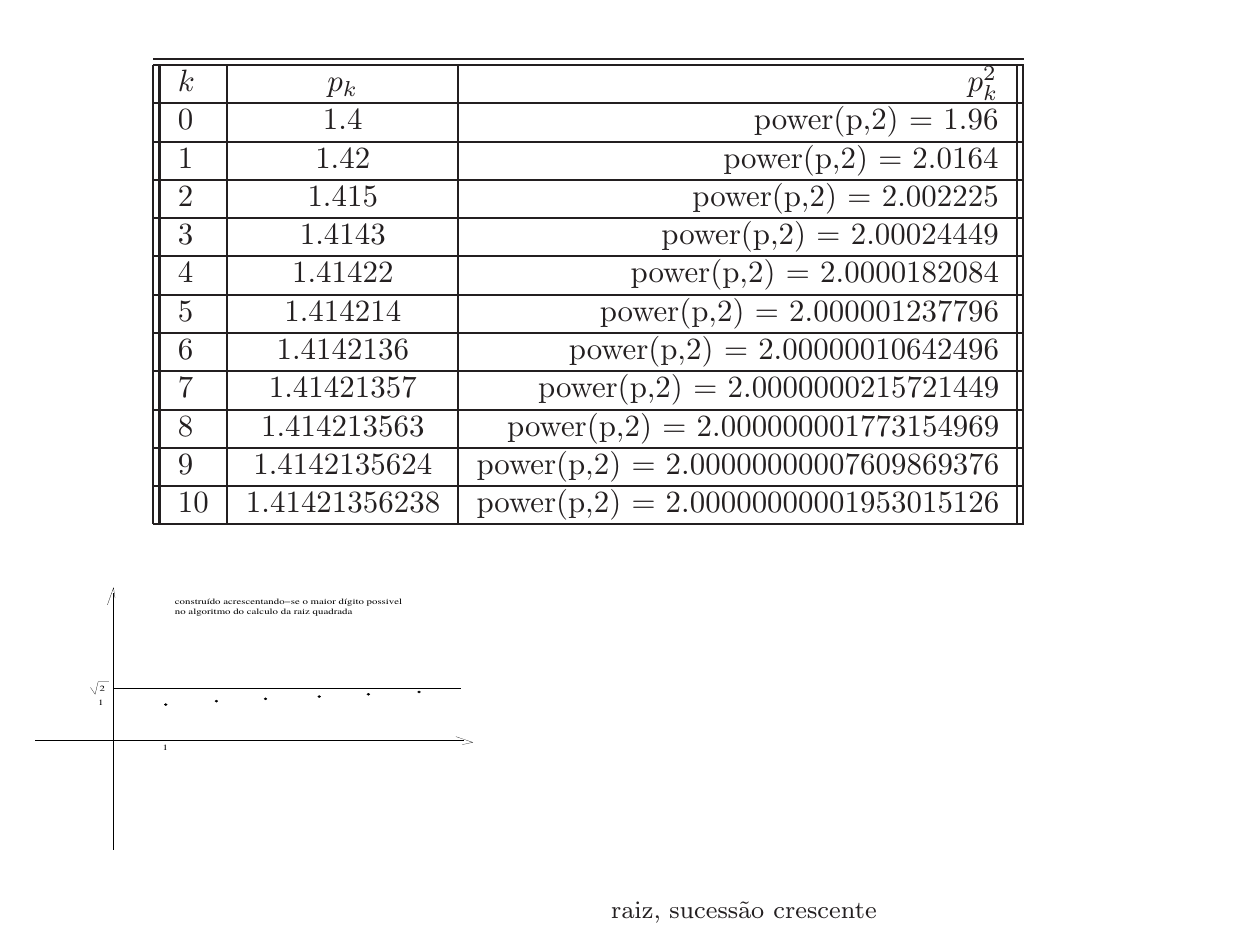 k p_k p_k^2
0 1.4 power(p,2) = 1.96
1 1.42 power(p,2) = 2.0164
2 1.415 power(p,2) = 2.002225
3 1.4143 power(p,2) = 2.00024449
4 1.41422 power(p,2) = 2.0000182084
5 1.414214 power(p,2) = 2.000001237796
6 1.4142136 power(p,2) = 2.00000010642496
7 1.41421357 power(p,2) = 2.0000000215721449
8 1.414213563 power(p,2) = 2.000000001773154969
9 1.4142135624 power(p,2) = 2.00000000007609869376
10 1.41421356238 power(p,2) = 2.00000000001953015126
construído acrescentando−se o maior dígito possivel
no algoritmo do calculo da raiz quadrada
√2
1
1
raiz, sucessão crescente